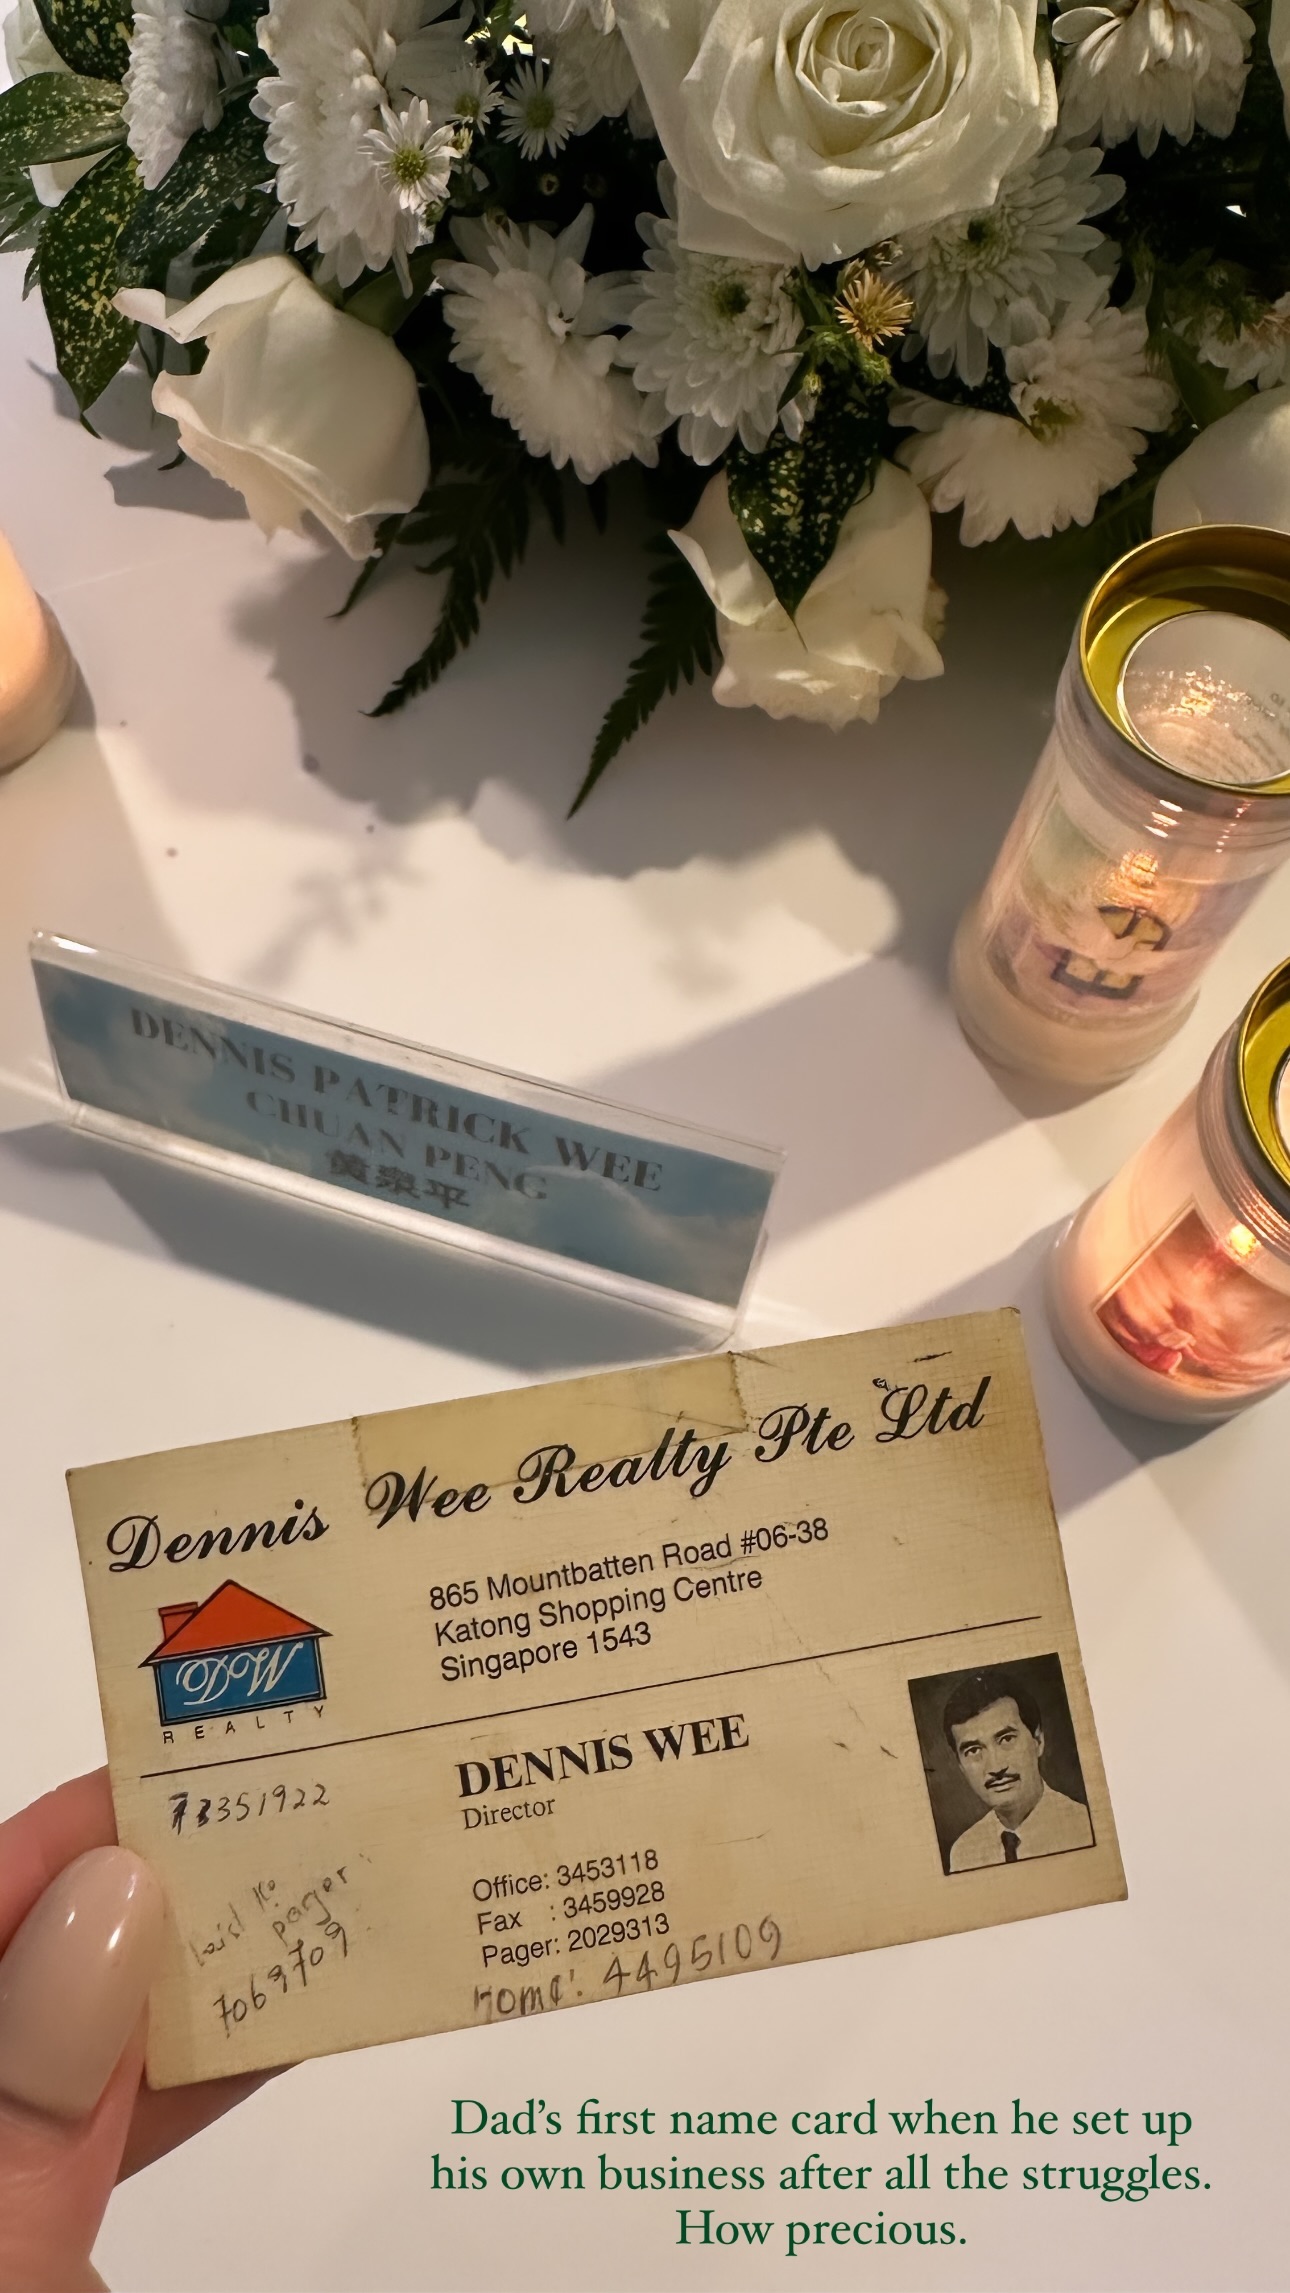 DENNIS PATRICK WEE
CHUAN PENG
黄泉平
Dennis Wee Realty Pte Ltd
865 Mountbatten Road #06-38
Katong Shopping Centre
Singapore 1543
DW
REALTY
DENNIS WEE
Director
351922
pager
7069709
Office: 3453118
Fax : 3459928
Pager: 2029313
Home: 4495109
Dad's first name card when he set up
his own business after all the struggles.
How precious.